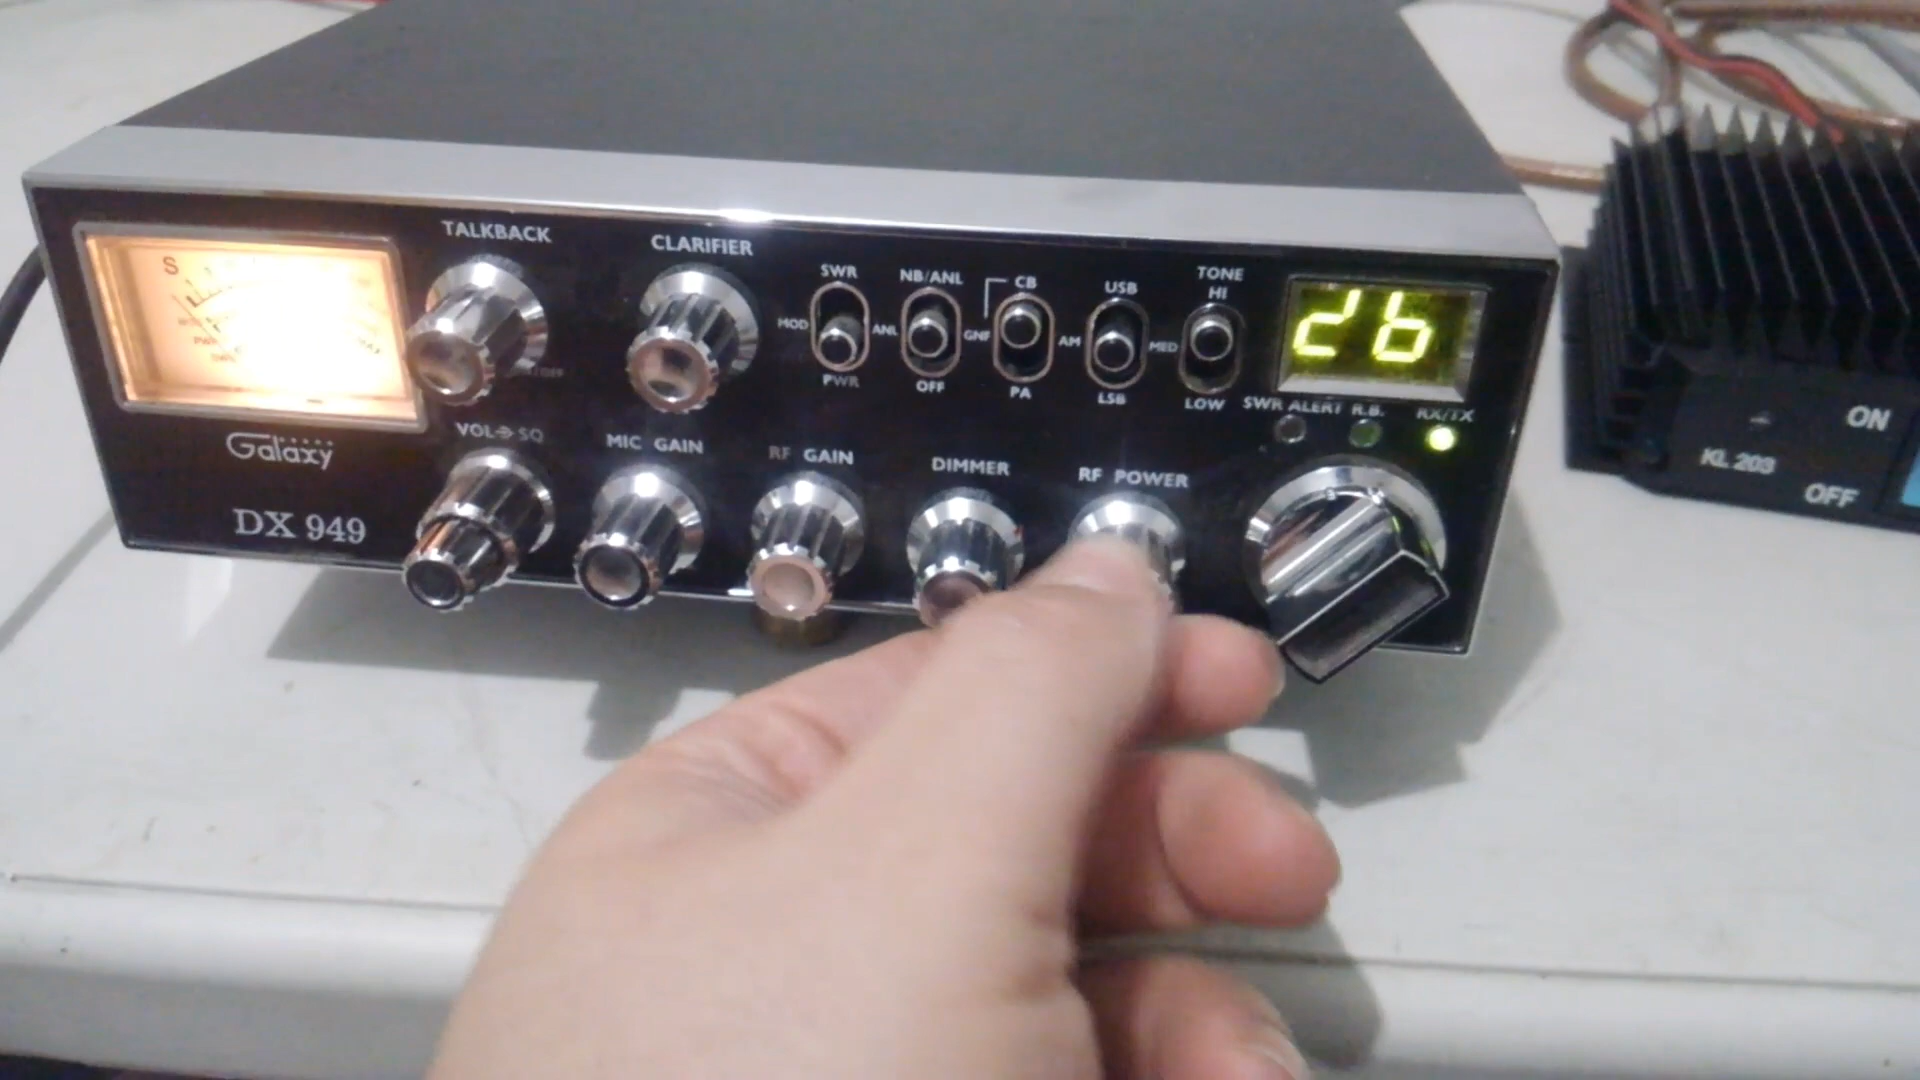 S
TALKBACK
CLARIFIER
SWR
MOD
PWR
NB/ANL
ANL
OFF
CB
PA
USB
AM
LSB
TONE
HI
MED
LOW
26
SWR ALERT R.B. RX/TX
Galaxy
DX 949
VOL SQ
MIC GAIN
RF GAIN
DIMMER
RF POWER
ON
KL 203
OFF